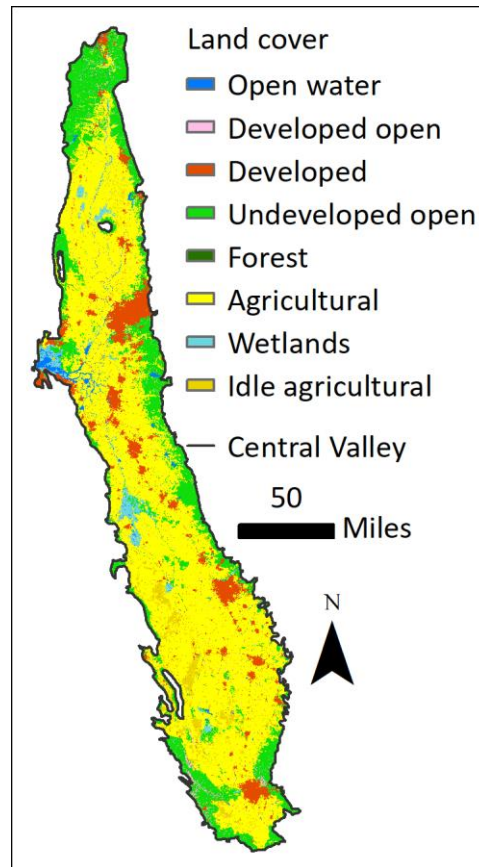 Land cover
Open water
Developed open
Developed
Undeveloped open
Forest
Agricultural
Wetlands
Idle agricultural
Central Valley
50
Miles
N